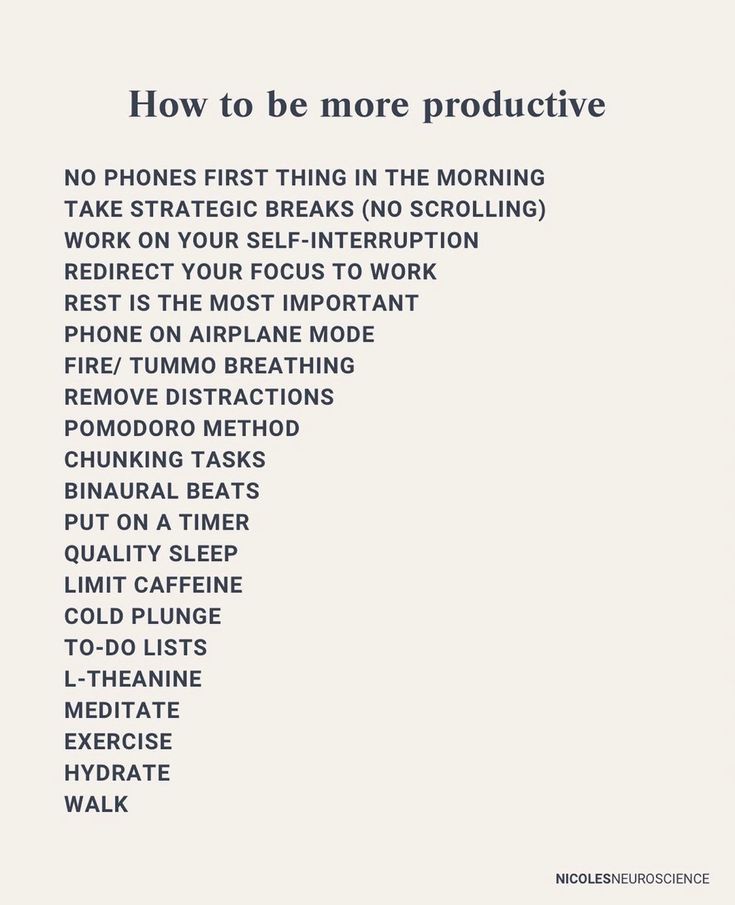 How to be more productive
NO PHONES FIRST THING IN THE MORNING
TAKE STRATEGIC BREAKS (NO SCROLLING)
WORK ON YOUR SELF-INTERRUPTION
REDIRECT YOUR FOCUS TO WORK
REST IS THE MOST IMPORTANT
PHONE ON AIRPLANE MODE
FIRE/ TUMMO BREATHING
REMOVE DISTRACTIONS
POMODORO METHOD
CHUNKING TASKS
BINAURAL BEATS
PUT ON A TIMER
QUALITY SLEEP
LIMIT CAFFEINE
COLD PLUNGE
TO-DO LISTS
L-THEANINE
MEDITATE
EXERCISE
HYDRATE
WALK
NICOLESNEUROSCIENCE